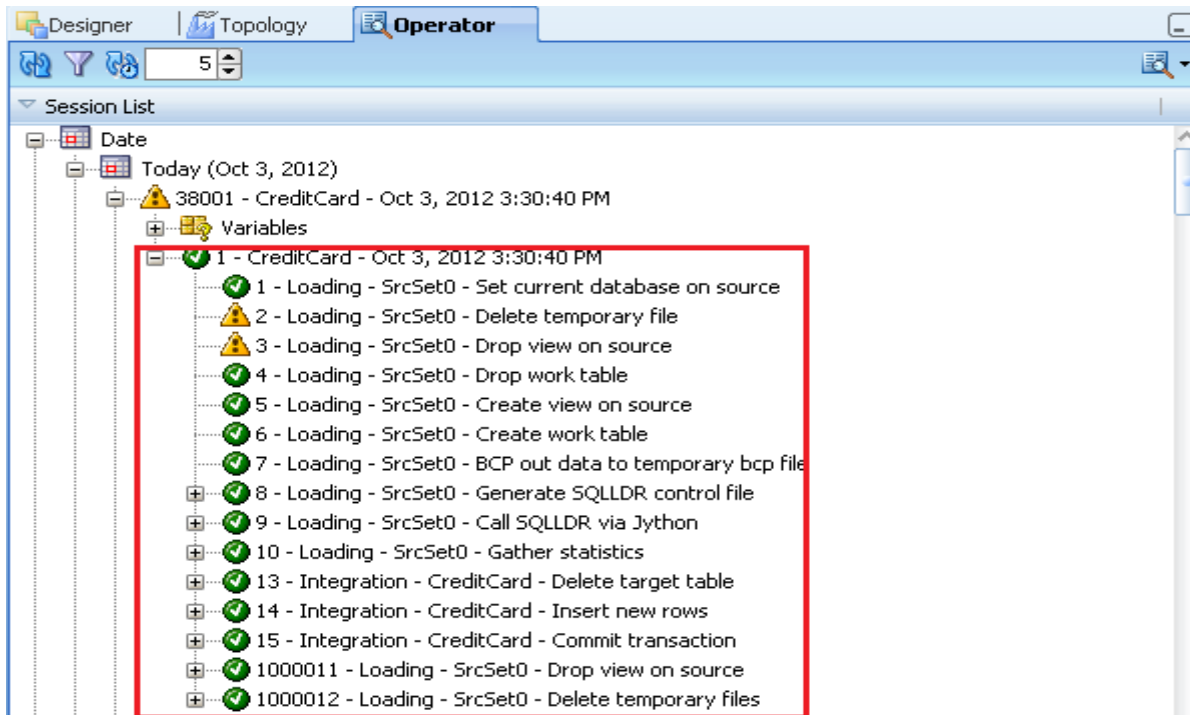 Designer Topology Operator
5
Session List
Date
Today (Oct 3, 2012)
38001 - CreditCard - Oct 3, 2012 3:30:40 PM
Variables
1 - CreditCard - Oct 3, 2012 3:30:40 PM
1 - Loading - SrcSet0 - Set current database on source
2 - Loading - SrcSet0 - Delete temporary file
3 - Loading - SrcSet0 - Drop view on source
4 - Loading - SrcSet0 - Drop work table
5 - Loading - SrcSet0 - Create view on source
6 - Loading - SrcSet0 - Create work table
7 - Loading - SrcSet0 - BCP out data to temporary bcp file
8 - Loading - SrcSet0 - Generate SQLLDR control file
9 - Loading - SrcSet0 - Call SQLLDR via Jython
10 - Loading - SrcSet0 - Gather statistics
13 - Integration - CreditCard - Delete target table
14 - Integration - CreditCard - Insert new rows
15 - Integration - CreditCard - Commit transaction
1000011 - Loading - SrcSet0 - Drop view on source
1000012 - Loading - SrcSet0 - Delete temporary files